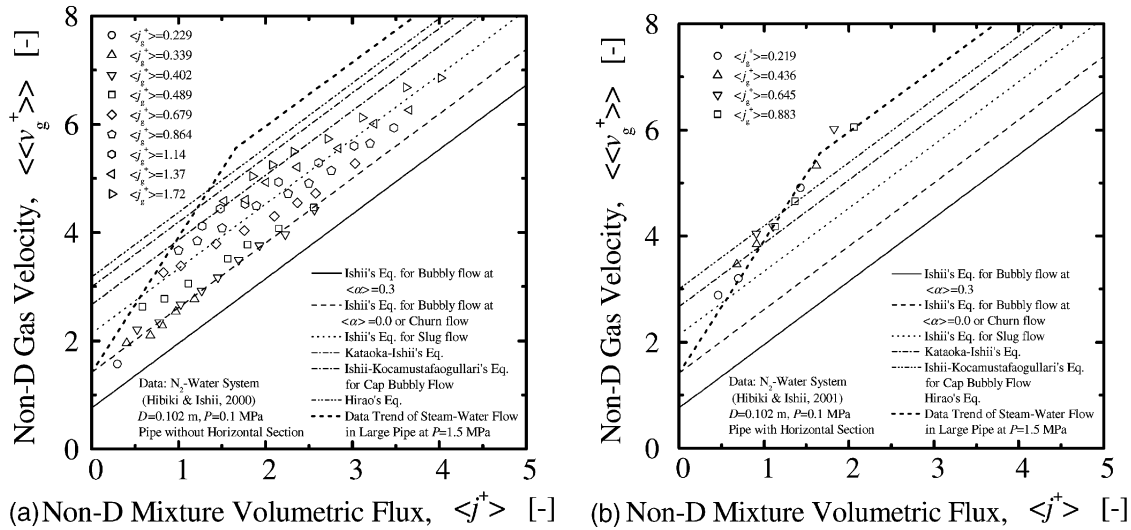 Non-D Gas Velocity, <<v_g^+>> [-]
8
6
4
2
0
<j_g^+>=0.229
<j_g^+>=0.339
<j_g^+>=0.402
<j_g^+>=0.489
<j_g^+>=0.679
<j_g^+>=0.864
<j_g^+>=1.14
<j_g^+>=1.37
<j_g^+>=1.72
Ishii's Eq. for Bubbly flow at
<α>=0.3
Ishii's Eq. for Bubbly flow at
<α>=0.0 or Churn flow
Ishii's Eq. for Slug flow
Kataoka-Ishii's Eq.
Ishii-Kocamustafaogullari's Eq.
for Cap Bubbly Flow
Hirao's Eq.
Data Trend of Steam-Water Flow
in Large Pipe at P=1.5 MPa
Data: N₂-Water System
(Hibiki & Ishii, 2000)
D=0.102 m, P=0.1 MPa
Pipe without Horizontal Section
0 1 2 3 4 5
(a) Non-D Mixture Volumetric Flux, <j^+> [-]
Non-D Gas Velocity, <<v_g^+>> [-]
8
6
4
2
0
<j_g^+>=0.219
<j_g^+>=0.436
<j_g^+>=0.645
<j_g^+>=0.883
Ishii's Eq. for Bubbly flow at
<α>=0.3
Ishii's Eq. for Bubbly flow at
<α>=0.0 or Churn flow
Ishii's Eq. for Slug flow
Kataoka-Ishii's Eq.
Ishii-Kocamustafaogullari's Eq.
for Cap Bubbly Flow
Hirao's Eq.
Data Trend of Steam-Water Flow
in Large Pipe at P=1.5 MPa
Data: N₂-Water System
(Hibiki & Ishii, 2001)
D=0.102 m, P=0.1 MPa
Pipe with Horizontal Section
0 1 2 3 4 5
(b) Non-D Mixture Volumetric Flux, <j^+> [-]